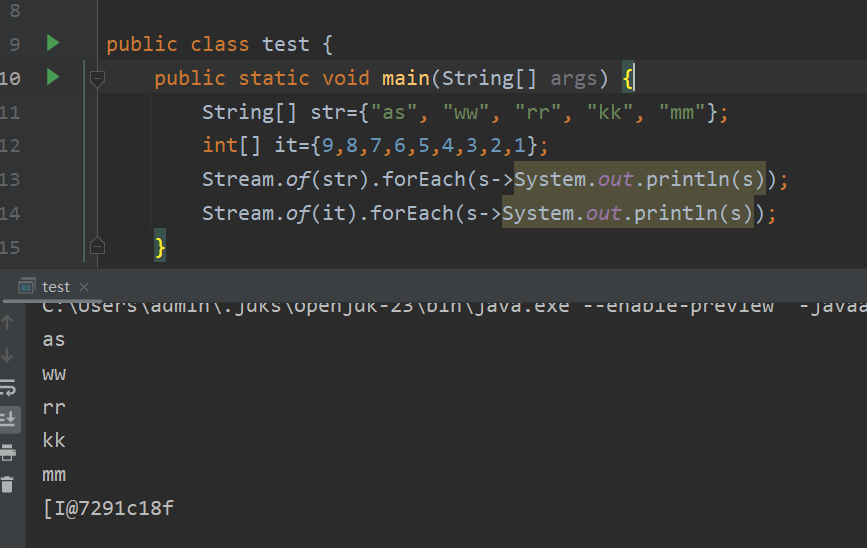 8
9 public class test {
10 public static void main(String[] args) {
11 String[] str={"as", "ww", "rr", "kk", "mm"};
12 int[] it={9,8,7,6,5,4,3,2,1};
13 Stream.of(str).forEach(s->System.out.println(s));
14 Stream.of(it).forEach(s->System.out.println(s));
15 }
test
C:\Users\admin\.jdks\openjdk-23\bin\java.exe --enable-preview -javaa
as
ww
rr
kk
mm
[I@7291c18f